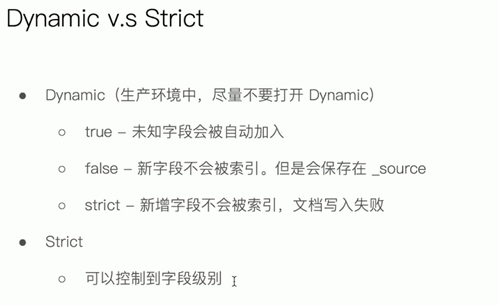 Dynamic v.s Strict
● Dynamic（生产环境中，尽量不要打开 Dynamic）
○ true – 未知字段会被自动加入
○ false – 新字段不会被索引。但是会保存在 _source
○ strict – 新增字段不会被索引，文档写入失败
● Strict
○ 可以控制到字段级别